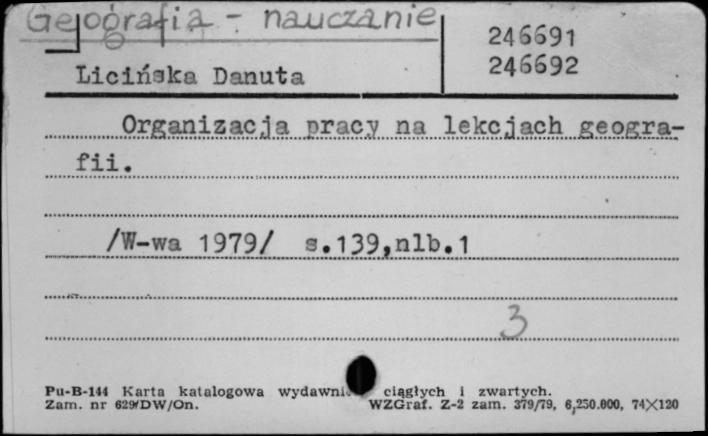 Geografia - nauczanie
246691
246692
Licińska Danuta
Organizacja pracy na lekcjach geogra-
fii.
/W-wa 1979/ s.139,nlb.1
3
Pu-B-144 Karta katalogowa ciągłych i zwartych.
Zam. nr 629/DW/On. WZGraf. Z-2 zam. 379/79, 6,250.000, 74X120